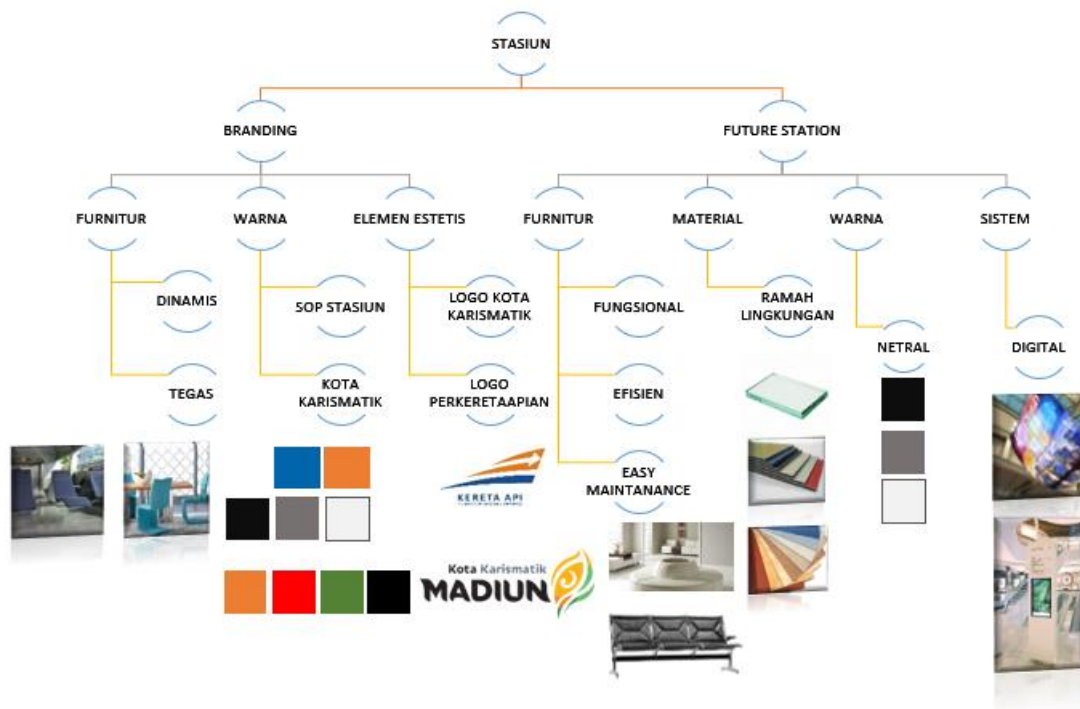 STASIUN
BRANDING
FUTURE STATION
FURNITUR
WARNA
ELEMEN ESTETIS
FURNITUR
MATERIAL
WARNA
SISTEM
DINAMIS
SOP STASIUN
LOGO KOTA
KARISMATIK
FUNGSIONAL
RAMAH
LINGKUNGAN
NETRAL
DIGITAL
TEGAS
KOTA
KARISMATIK
LOGO
PERKERETAAPIAN
EFISIEN
EASY
MAINTANANCE
KERETA API
Kota Karismatik
MADIUN